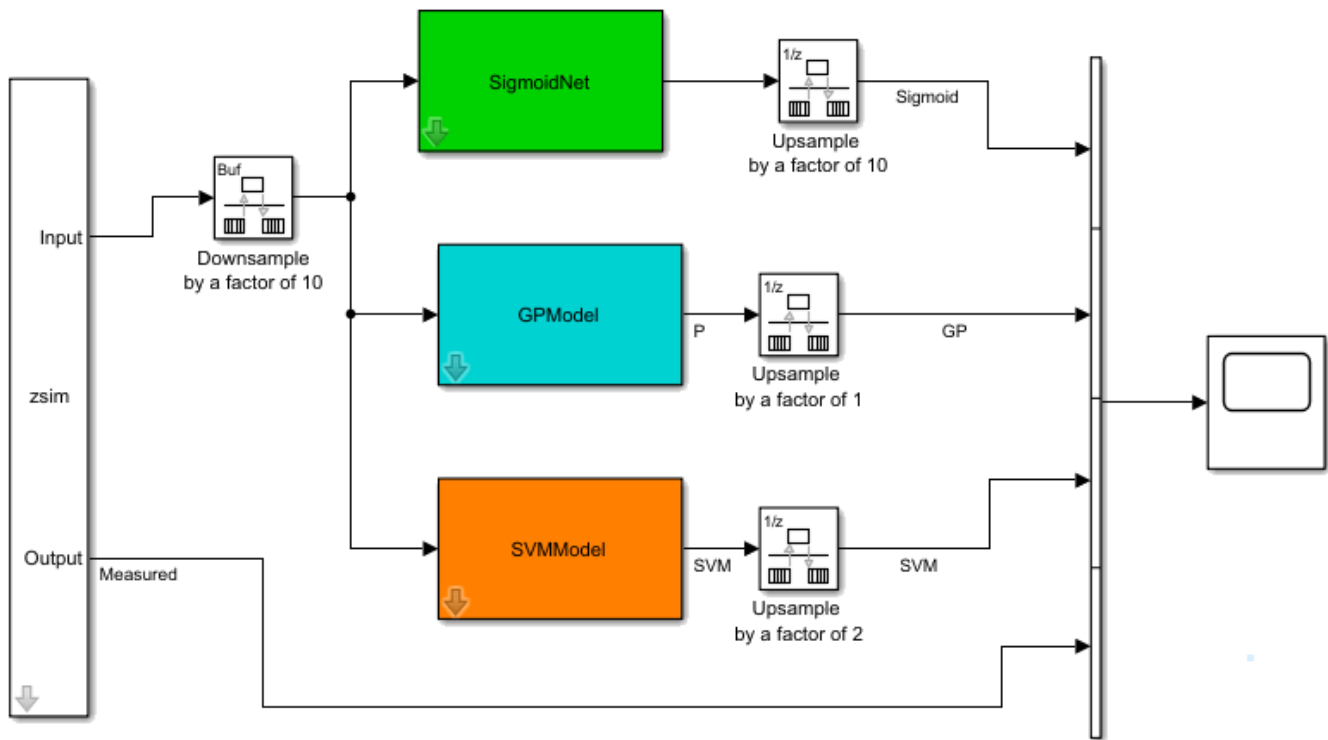 SigmoidNet
1/z
Sigmoid
Upsample
by a factor of 10
Buf
Input
Downsample
by a factor of 10
GPModel
P
1/z
GP
Upsample
by a factor of 1
zsim
SVMModel
SVM
1/z
SVM
Upsample
by a factor of 2
Output
Measured